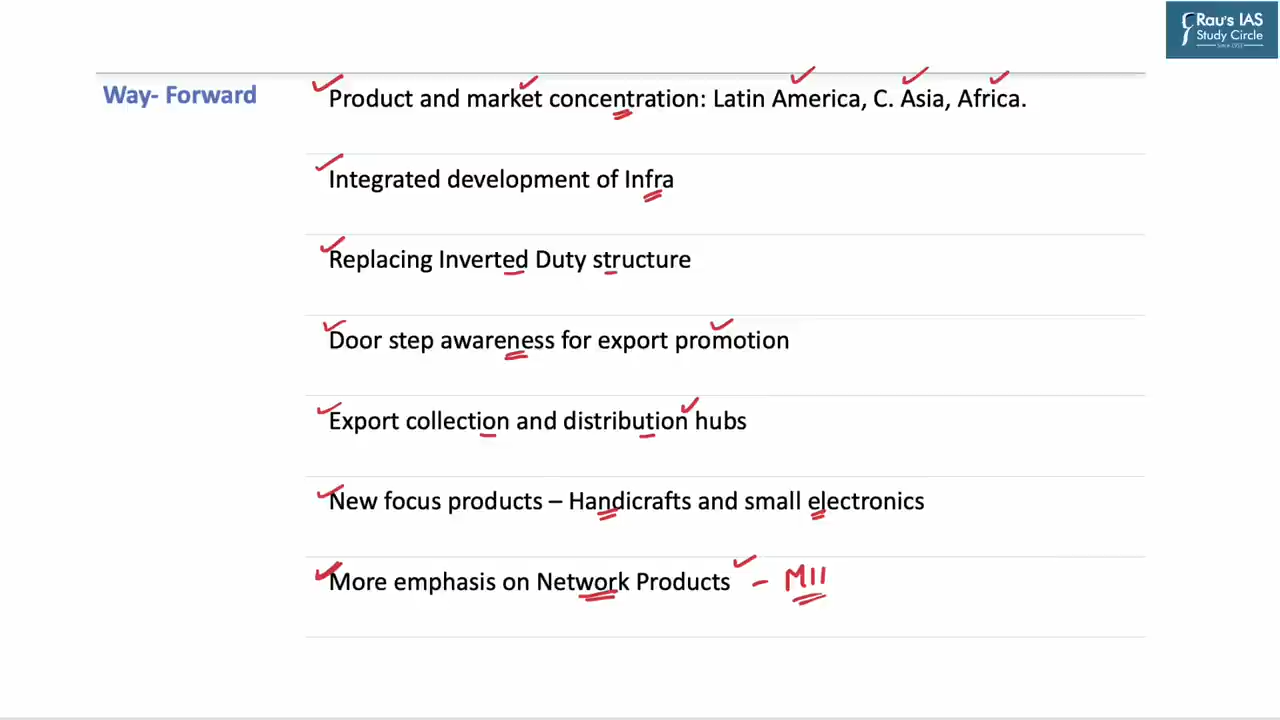 Rau's IAS
Study Circle
Since 1953
Way- Forward
Product and market concentration: Latin America, C. Asia, Africa.
Integrated development of Infra
Replacing Inverted Duty structure
Door step awareness for export promotion
Export collection and distribution hubs
New focus products – Handicrafts and small electronics
More emphasis on Network Products – MII